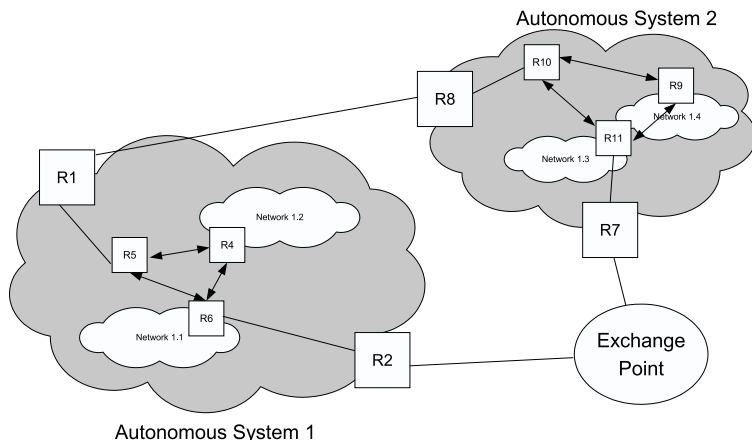 Autonomous System 2
R10
R9
R8
Network 1.4
R11
Network 1.3
R1
Network 1.2
R7
R5
R4
R6
Network 1.1
R2
Exchange
Point
Autonomous System 1